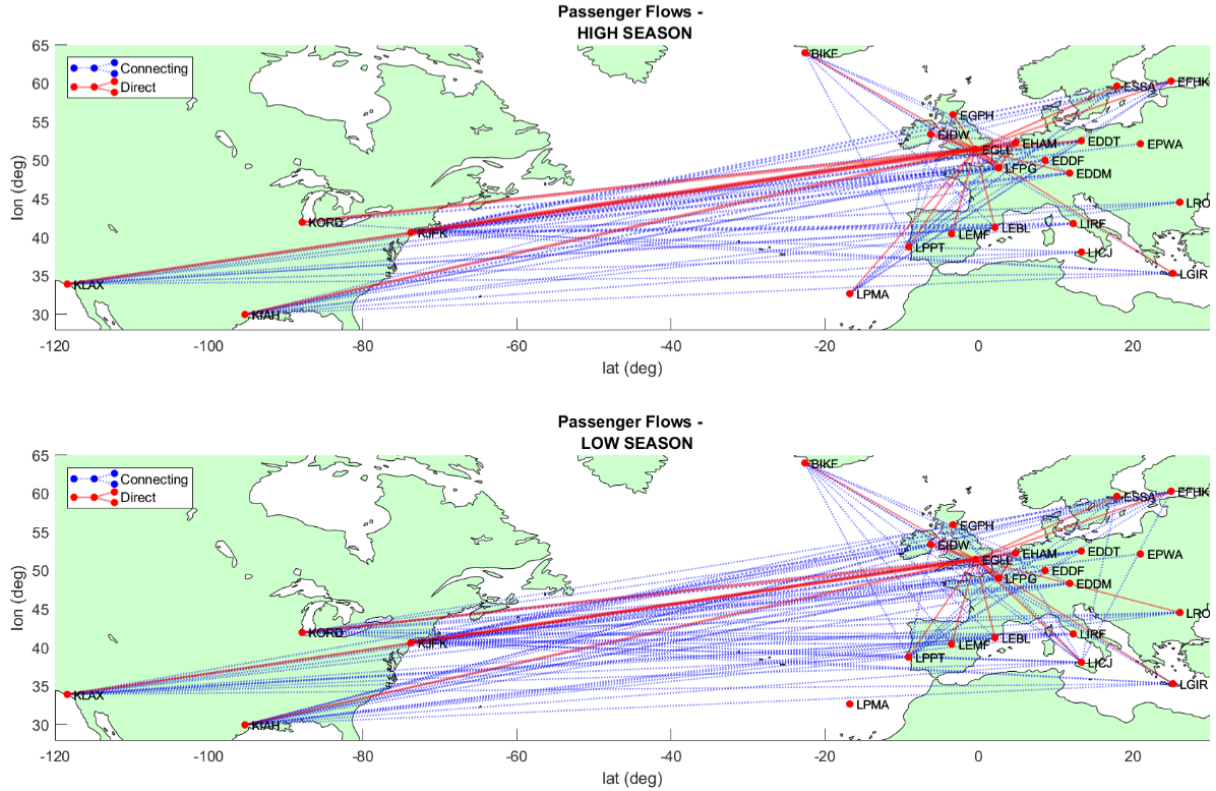 Passenger Flows -
HIGH SEASON
65
60
55
50
45
40
35
30
lon (deg)
Connecting
Direct
BIKF
EFHK
ESSA
EGPH
EIDW
EGLL
EHAM
EDDT
EPWA
EDDF
LFPG
EDDM
KORD
KJFK
LRO
LEMF
LEBL
LIRF
LPPT
LICJ
LGIR
KLAX
LPMA
KIAH
-120
-100
-80
-60
-40
-20
0
20
lat (deg)
Passenger Flows -
LOW SEASON
65
60
55
50
45
40
35
30
lon (deg)
Connecting
Direct
BIKF
EFHK
ESSA
EGPH
EIDW
EGLL
EHAM
EDDT
EPWA
EDDF
LFPG
EDDM
LRO
KORD
KJFK
LEMF
LEBL
LIRF
LPPT
LICJ
LGIR
KLAX
LPMA
KIAH
-120
-100
-80
-60
-40
-20
0
20
lat (deg)